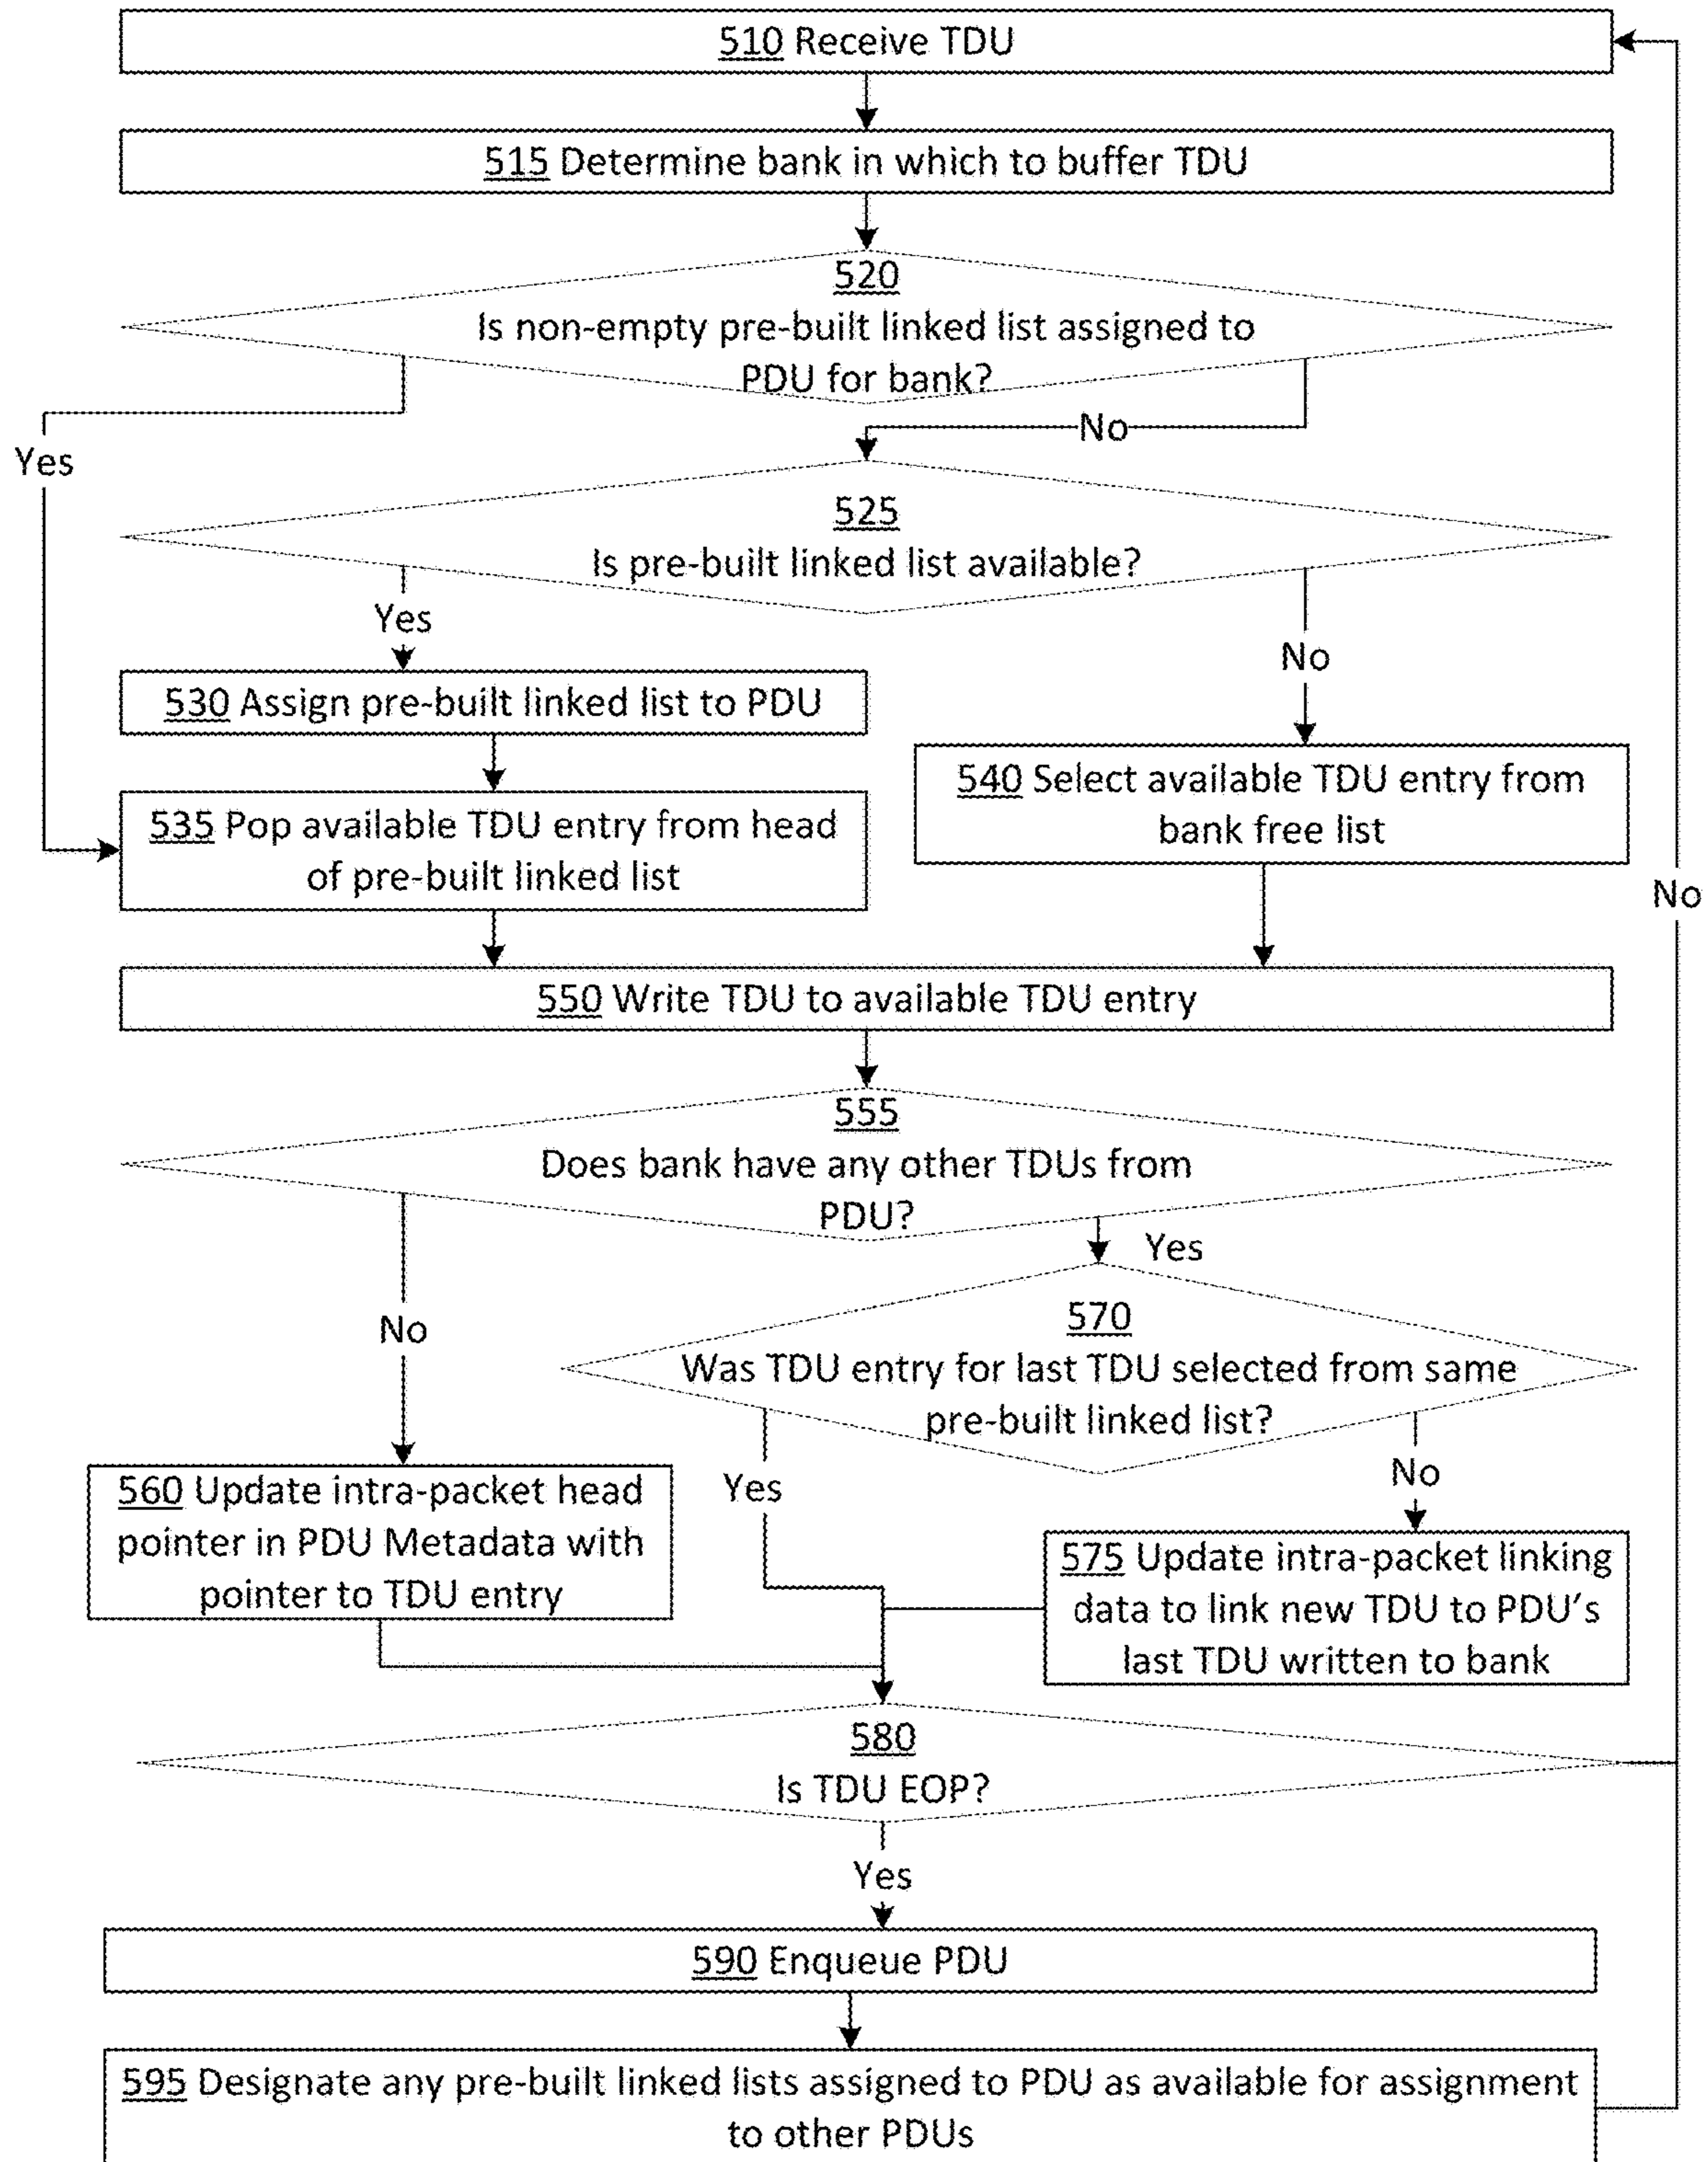 510 Receive TDU
515 Determine bank in which to buffer TDU
520
Is non-empty pre-built linked list assigned to
PDU for bank?
No
Yes
525
Is pre-built linked list available?
Yes
No
530 Assign pre-built linked list to PDU
540 Select available TDU entry from
bank free list
535 Pop available TDU entry from head
of pre-built linked list
No
550 Write TDU to available TDU entry
555
Does bank have any other TDUs from
PDU?
Yes
No
570
Was TDU entry for last TDU selected from same
pre-built linked list?
Yes
No
560 Update intra-packet head
pointer in PDU Metadata with
pointer to TDU entry
575 Update intra-packet linking
data to link new TDU to PDU's
last TDU written to bank
580
Is TDU EOP?
Yes
590 Enqueue PDU
595 Designate any pre-built linked lists assigned to PDU as available for assignment
to other PDUs